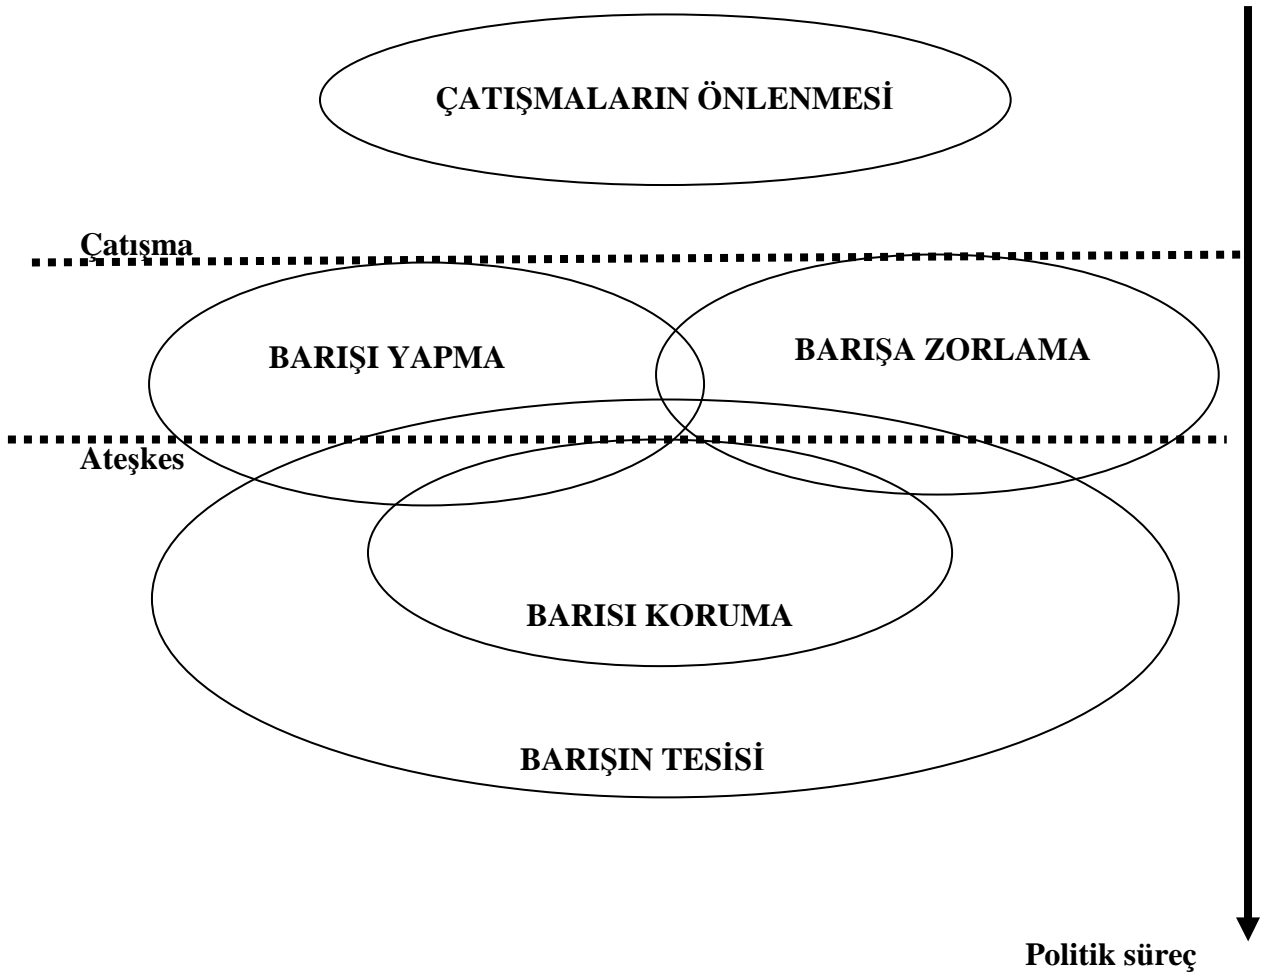 ÇATIŞMALARIN ÖNLENMESİ
Çatışma
BARIŞI YAPMA
BARIŞA ZORLAMA
Ateşkes
BARISI KORUMA
BARIŞIN TESİSİ
Politik süreç